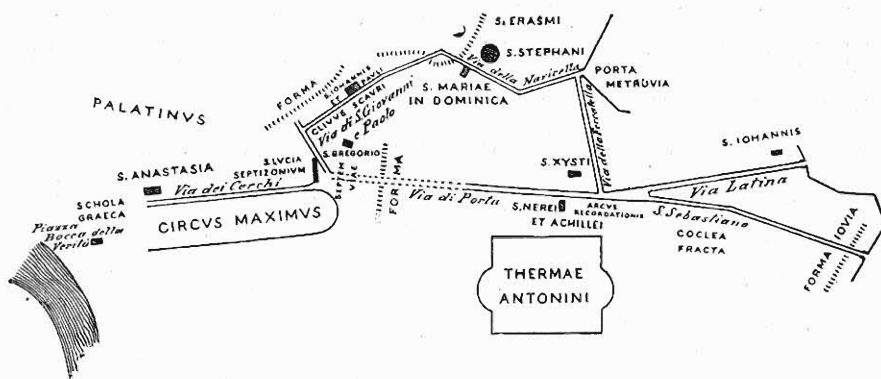 S. ERASMI
S. STEPHANI
Via della Navicella
PORTA
METRUVIA
S. MARIAE
IN DOMINICA
FORMA
S. IOHANNIS
ET PAVLI
CLIVVS SCAVRI
Via di S. Giovanni
e Paolo
PALATINVS
S. GREGORIO
S. LVCIA
SEPTIZONIVM
SEPTEM
VIAE
FORMA
S. ANASTASIA
Via dei Cerchi
SCHOLA
GRAECA
Piazza
Bocca della
Verità
CIRCVS MAXIMVS
Via di Porta
S. XYSTI
Via della Ferratella
S. IOHANNIS
Via Latina
S. NEREI
ET ACHILLEI
ARCVS
RECORDATIONIS
S. Sebastiano
COCLEA
FRACTA
FORMA IOVIA
THERMAE
ANTONINI